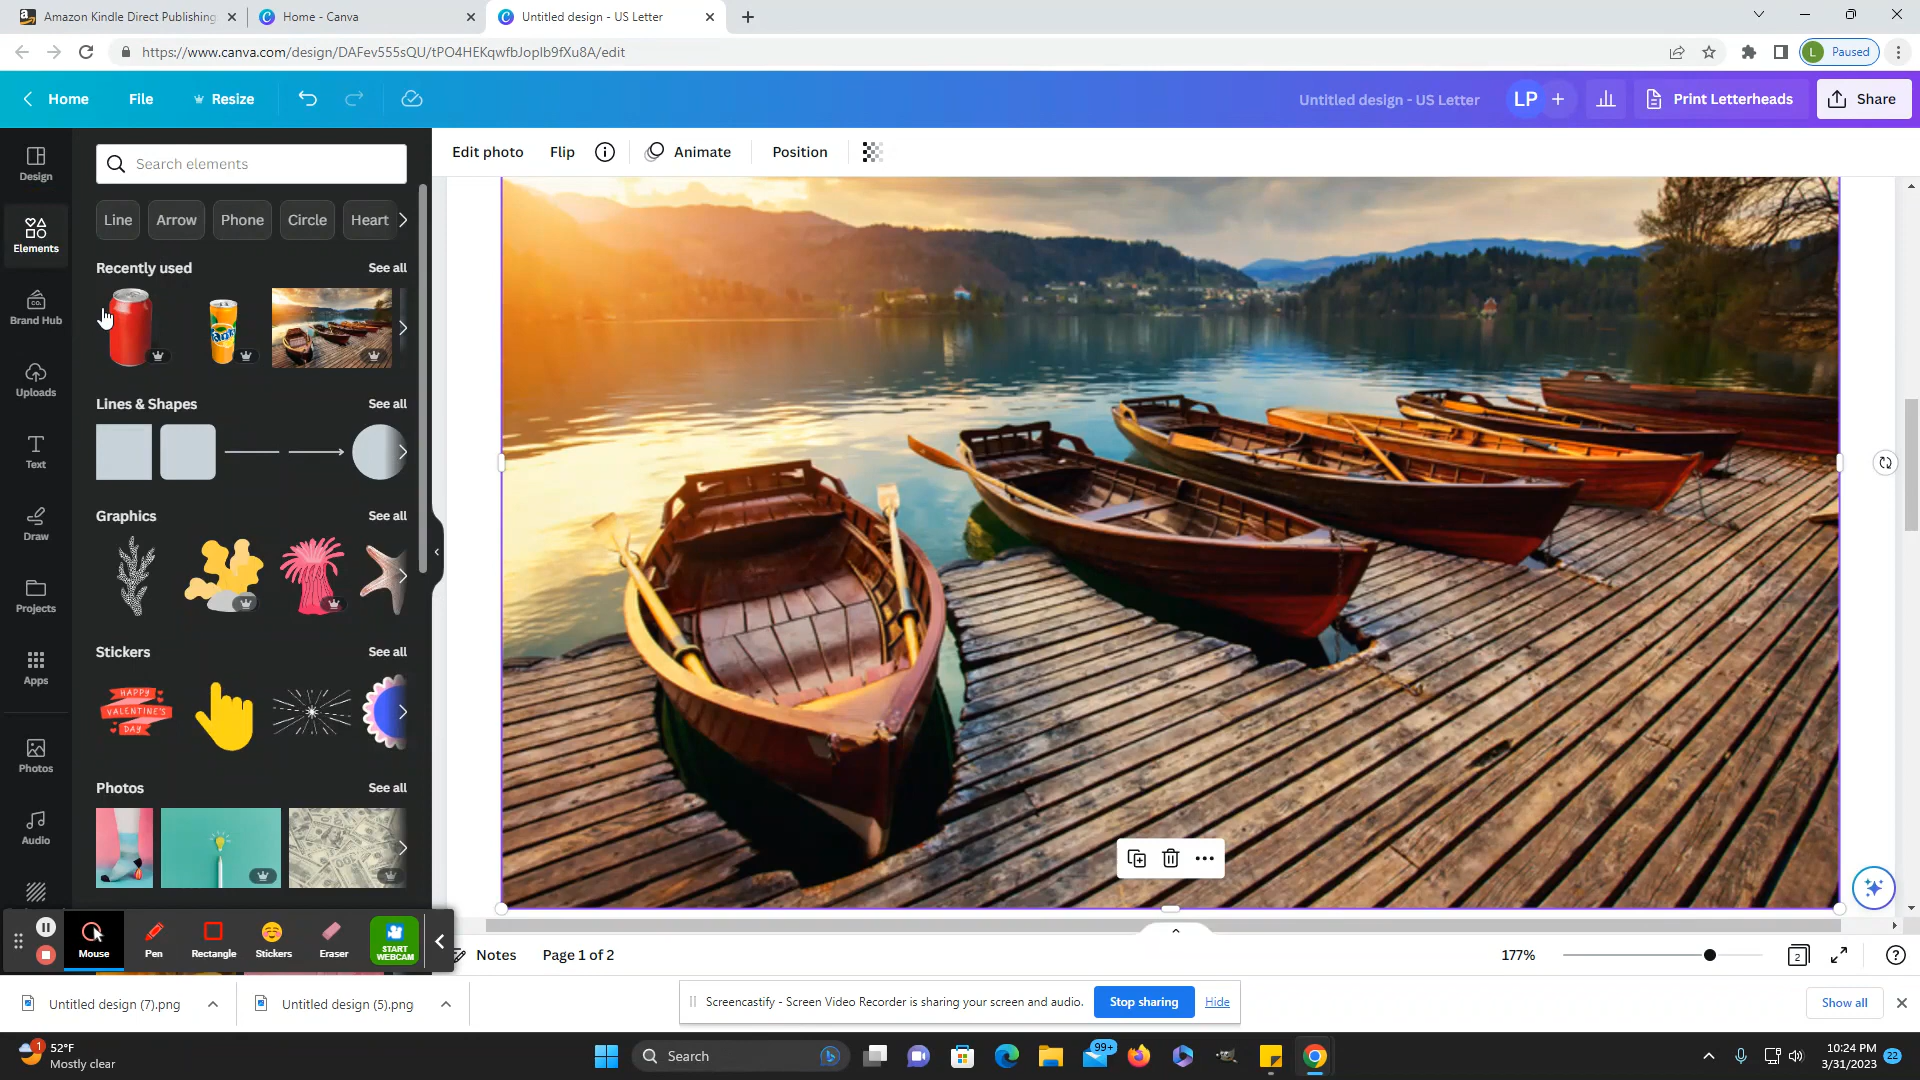 Amazon Kindle Direct Publishing
Home - Canva
Untitled design - US Letter
https://www.canva.com/design/DAFev555sQU/tPO4HEKqwfbJopIb9fXu8A/edit
L Paused
Home
File
Resize
Untitled design - US Letter
LP
Print Letterheads
Share
Design
Elements
Brand Hub
Uploads
Text
Draw
Projects
Apps
Photos
Audio
Search elements
Line
Arrow
Phone
Circle
Heart
Recently used
See all
Lines & Shapes
See all
Graphics
See all
Stickers
See all
HAPPY
VALENTINE'S
DAY
Photos
See all
Edit photo
Flip
Animate
Position
Mouse
Pen
Rectangle
Stickers
Eraser
START
WEBCAM
Notes
Page 1 of 2
177%
2
Untitled design (7).png
Untitled design (5).png
Screencastify - Screen Video Recorder is sharing your screen and audio.
Stop sharing
Hide
Show all
1
52°F
Mostly clear
Search
99+
10:24 PM
3/31/2023
22